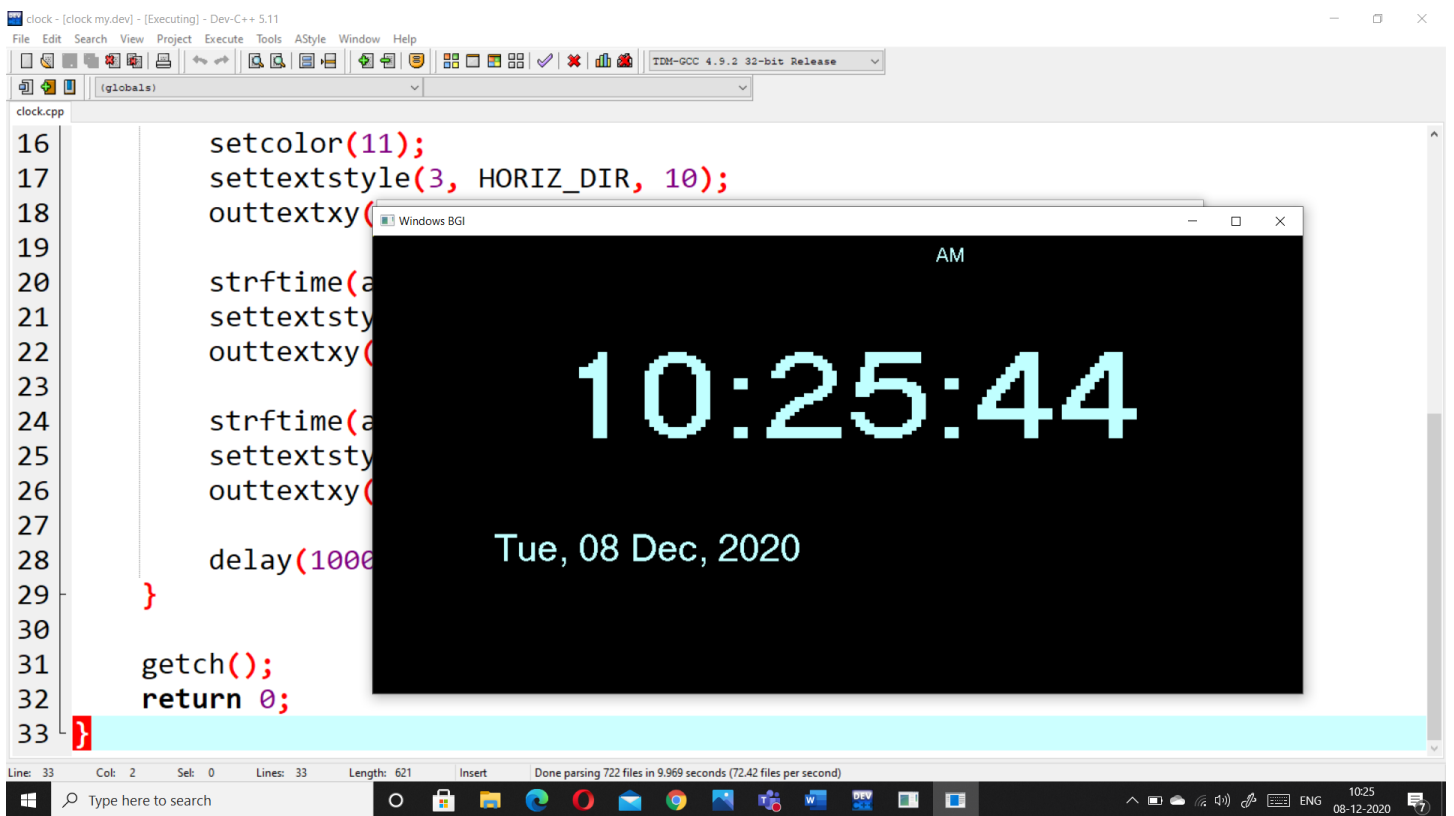 clock - [clock my.dev] - [Executing] - Dev-C++ 5.11
File Edit Search View Project Execute Tools AStyle Window Help
TDM-GCC 4.9.2 32-bit Release
(globals)
clock.cpp
16 setcolor(11);
17 settextstyle(3, HORIZ_DIR, 10);
18 outtextxy(
19
20 strftime(a
21 settextsty
22 outtextxy(
23
24 strftime(a
25 settextsty
26 outtextxy(
27
28 delay(1000
29 }
30
31 getch();
32 return 0;
33 }
Windows BGI
AM
10:25:44
Tue, 08 Dec, 2020
Line: 33 Col: 2 Sel: 0 Lines: 33 Length: 621 Insert Done parsing 722 files in 9.969 seconds (72.42 files per second)
Type here to search
DEV
ENG
10:25
08-12-2020
7